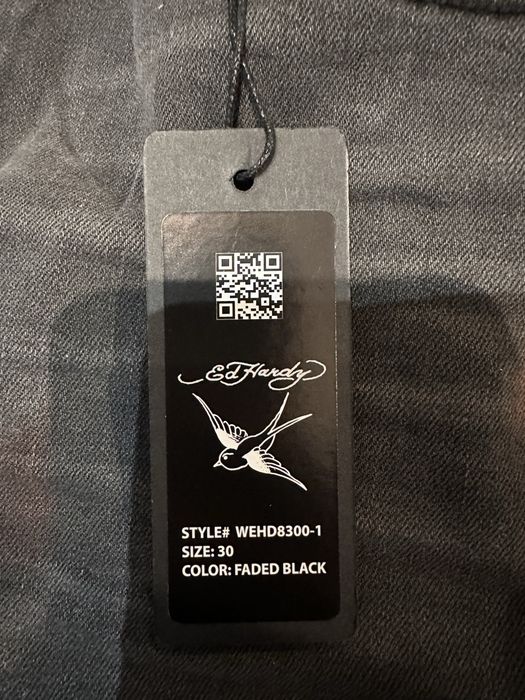 Ed Hardy
STYLE# WEHD8300-1
SIZE: 30
COLOR: FADED BLACK